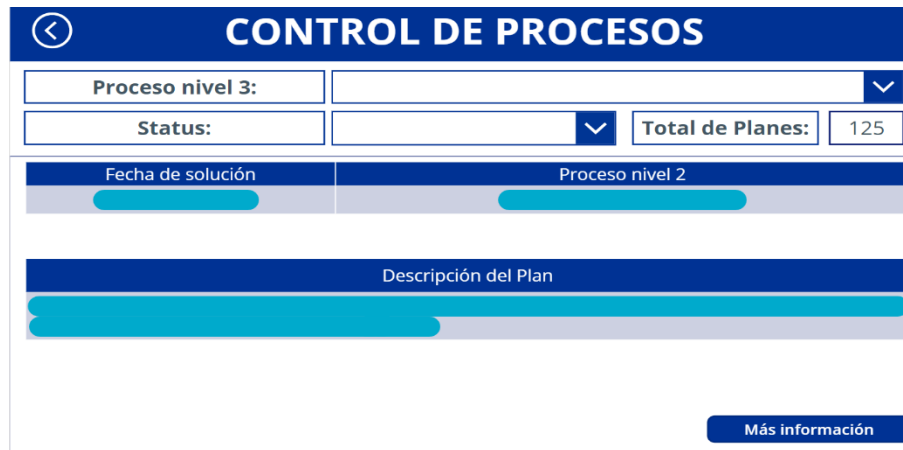 CONTROL DE PROCESOS
Proceso nivel 3:
Status:
Total de Planes: 125
Fecha de solución
Proceso nivel 2
Descripción del Plan
Más información